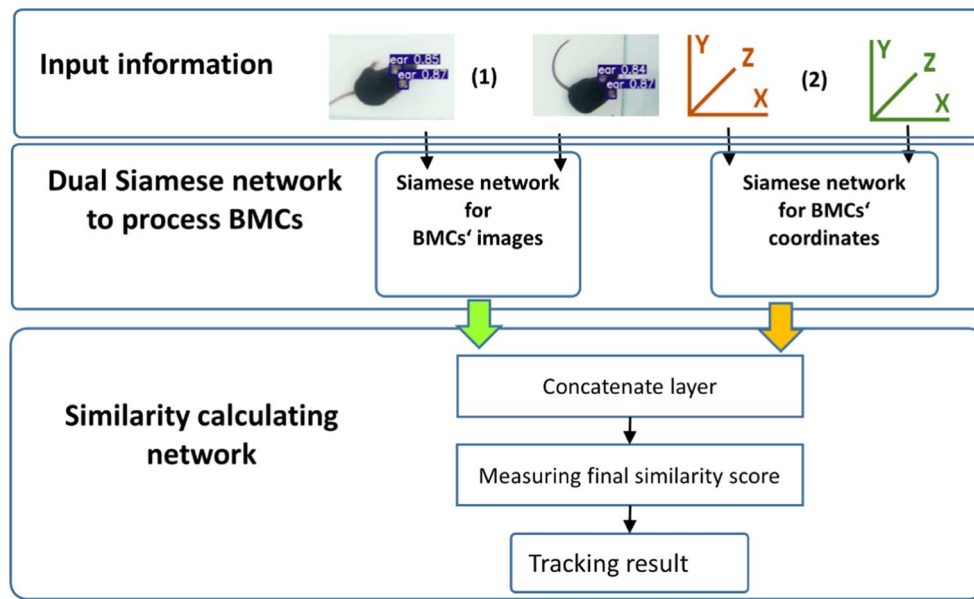 Input information
ear 0.85
ear 0.87
(1)
ear 0.84
ear 0.87
Y
Z
X
(2)
Y
Z
X
Dual Siamese network
to process BMCs
Siamese network
for
BMCs‘ images
Siamese network
for BMCs‘
coordinates
Similarity calculating
network
Concatenate layer
Measuring final similarity score
Tracking result